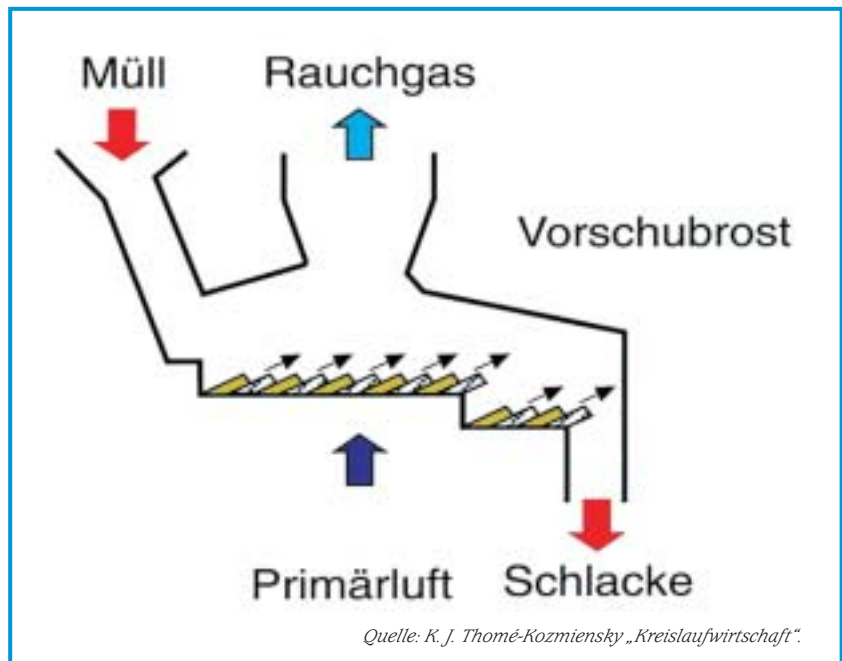 Müll
Rauchgas
Vorschubrost
Primärluft
Schlacke
Quelle: K. J. Thomé-Kozmiensky „Kreislaufwirtschaft“.